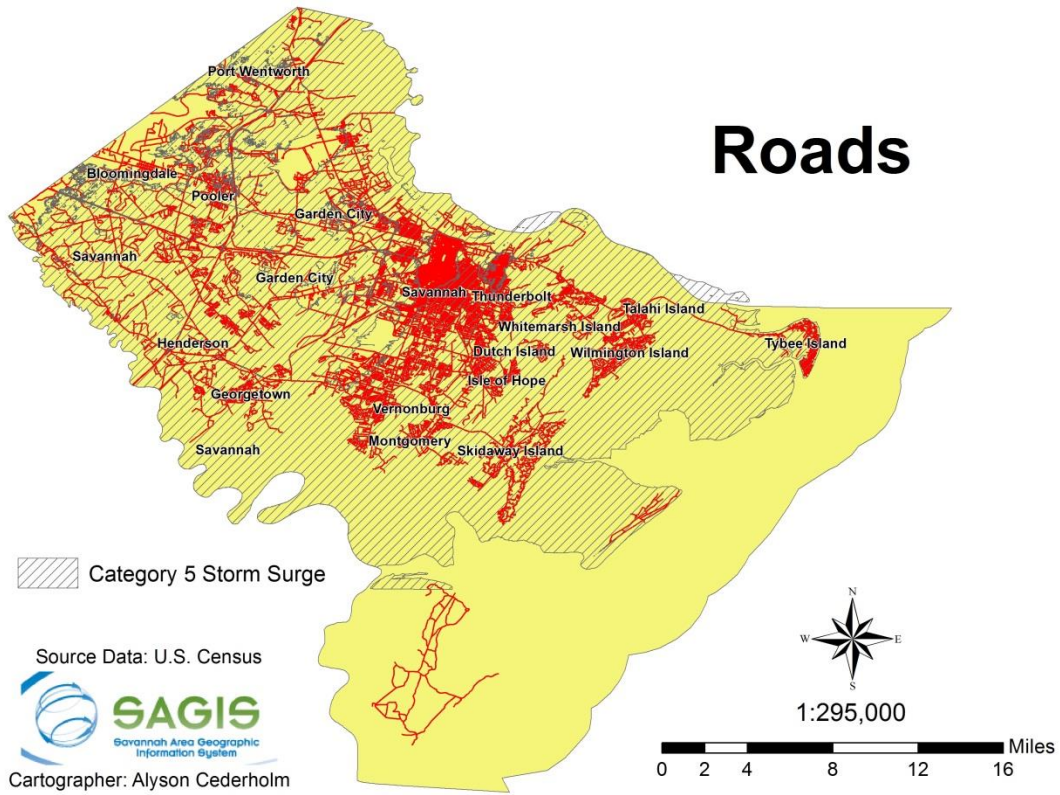 Roads
Port Wentworth
Bloomingdale
Pooler
Garden City
Savannah
Garden City
Savannah
Thunderbolt
Talahi Island
Whitemarsh Island
Tybee Island
Henderson
Dutch Island
Wilmington Island
Isle of Hope
Georgetown
Vernonburg
Montgomery
Savannah
Skidaway Island
Category 5 Storm Surge
Source Data: U.S. Census
SAGIS
Savannah Area Geographic
Information System
Cartographer: Alyson Cederholm
N
W
E
S
1:295,000
Miles
0 2 4 8 12 16